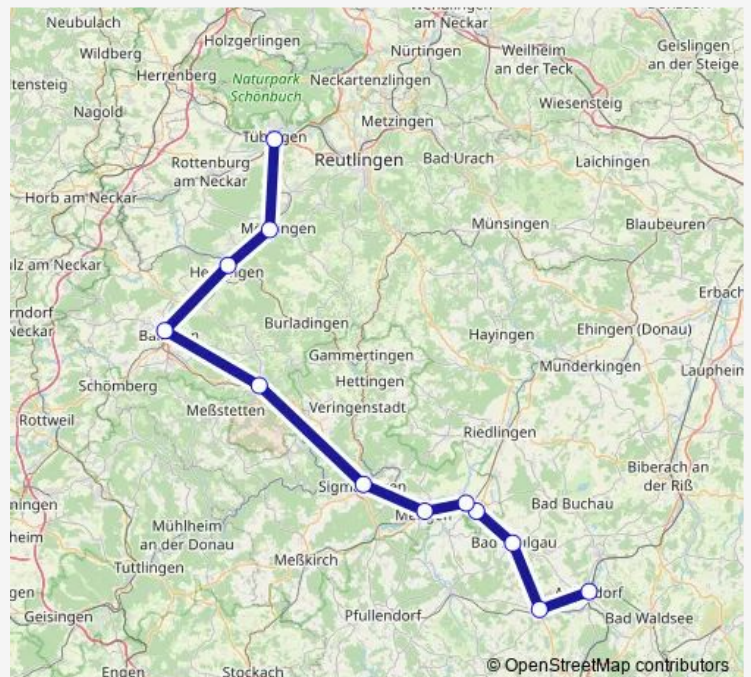 Neubulach
am Neckar
Holzgerlingen
Geislingen
an der Steige
Wildberg
Nürtingen
Weilheim
an der Teck
Herrenberg
Naturpark
Schönbuch
Neckartenzlingen
Wiesensteig
Nagold
Metzingen
Rottenburg
am Neckar
Reutlingen
Bad Urach
Laichingen
Horb am Neckar
Münsingen
Blaubeuren
Burladingen
Hayingen
Ehingen (Donau)
Gammertingen
Munderkingen
Schömberg
Hettingen
Meßstetten
Veringenstadt
Rottweil
Riedlingen
Biberach an
der Riß
Bad Buchau
Mühlheim
an der Donau
Meßkirch
Tuttlingen
Geisingen
Pfullendorf
Bad Waldsee
Engen
Stockach
© OpenStreetMap contributors